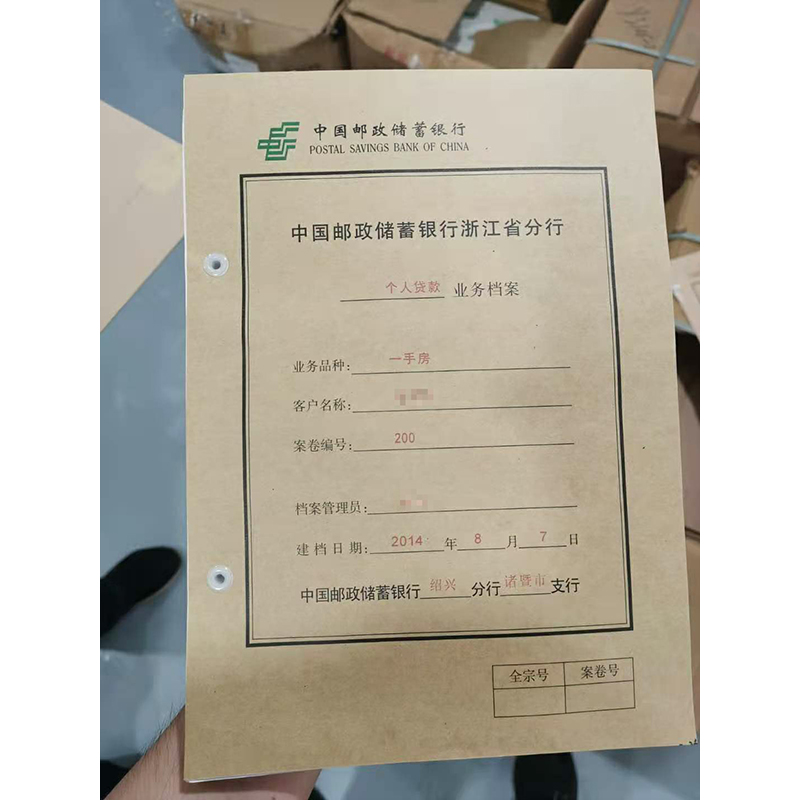 中国邮政储蓄银行
POSTAL SAVINGS BANK OF CHINA
中国邮政储蓄银行浙江省分行
个人贷款 业务档案
业务品种: 一手房
客户名称:
案卷编号: 200
档案管理员:
建档日期: 2014 年 8 月 7 日
中国邮政储蓄银行 绍兴 分行 诸暨市 支行
全宗号 案卷号